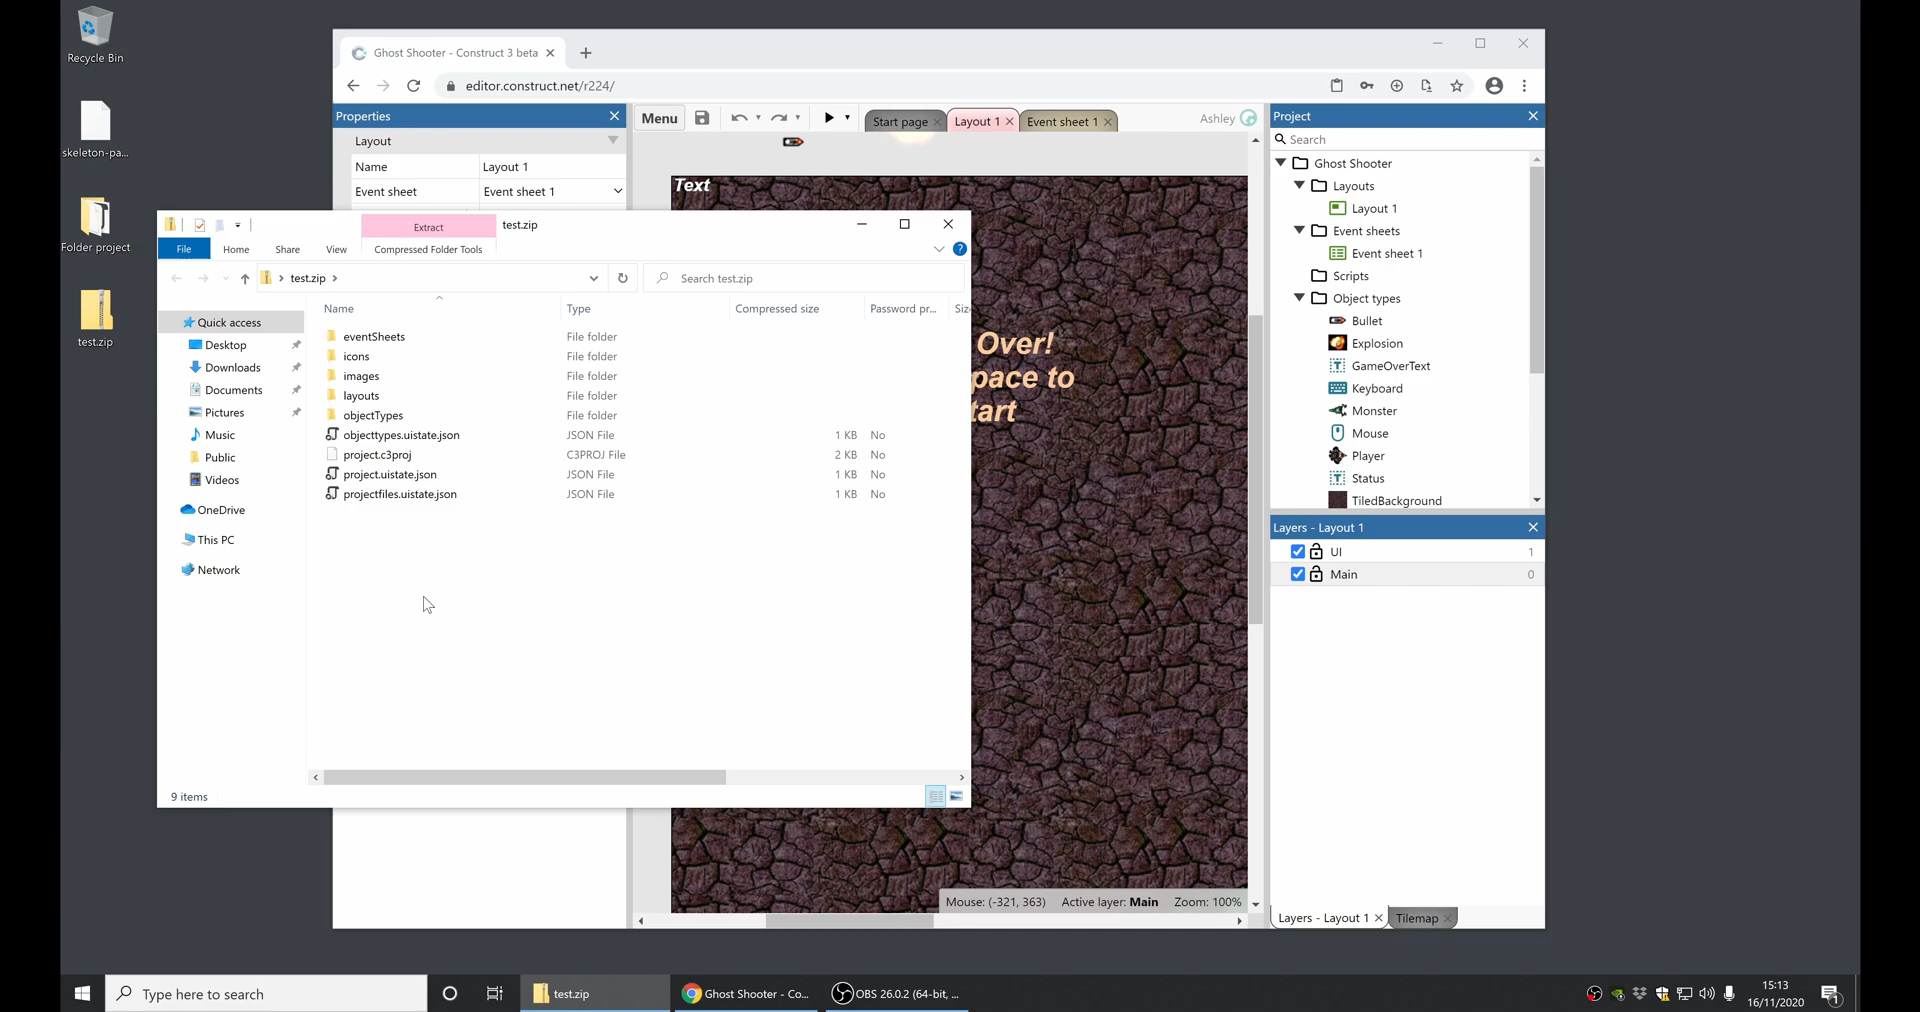 Recycle Bin
skeleton-pa...
Folder project
test.zip
Ghost Shooter - Construct 3 beta
editor.construct.net/r224/
Properties
Layout
Name Layout 1
Event sheet Event sheet 1
Menu
Start page
Layout 1
Event sheet 1
Ashley
Text
Over!
pace to
tart
Mouse: (-321, 363) Active layer: Main Zoom: 100%
Project
Search
Ghost Shooter
Layouts
Layout 1
Event sheets
Event sheet 1
Scripts
Object types
Bullet
Explosion
GameOverText
Keyboard
Monster
Mouse
Player
Status
TiledBackground
Layers - Layout 1
UI 1
Main 0
Layers - Layout 1
Tilemap
Extract
test.zip
File
Home
Share
View
Compressed Folder Tools
test.zip
Search test.zip
Name Type Compressed size Password pr... Siz
Quick access
Desktop
Downloads
Documents
Pictures
Music
Public
Videos
OneDrive
This PC
Network
eventSheets File folder
icons File folder
images File folder
layouts File folder
objectTypes File folder
objecttypes.uistate.json JSON File 1 KB No
project.c3proj C3PROJ File 2 KB No
project.uistate.json JSON File 1 KB No
projectfiles.uistate.json JSON File 1 KB No
9 items
Type here to search
test.zip
Ghost Shooter - Co...
OBS 26.0.2 (64-bit, ...
15:13
16/11/2020
1